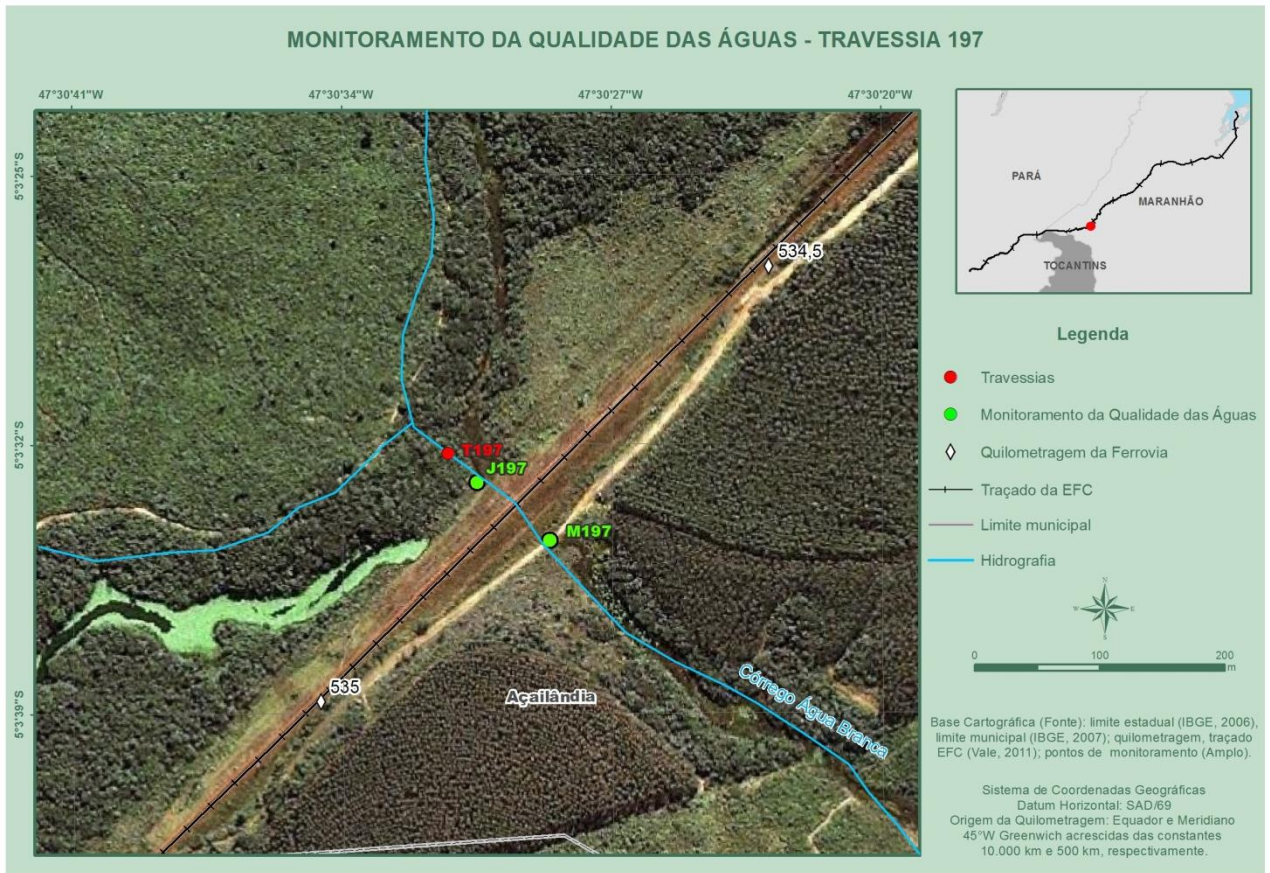 MONITORAMENTO DA QUALIDADE DAS ÁGUAS - TRAVESSIA 197
47°30'41"W
47°30'34"W
47°30'27"W
47°30'20"W
5°3'25"S
5°3'32"S
5°3'39"S
534,5
T197
J197
M197
535
Açailândia
Córrego Água Branca
PARÁ
MARANHÃO
TOCANTINS
Legenda
Travessias
Monitoramento da Qualidade das Águas
Quilometragem da Ferrovia
Traçado da EFC
Limite municipal
Hidrografia
N
W
E
S
0
100
200
m
Base Cartográfica (Fonte): limite estadual (IBGE, 2006),
limite municipal (IBGE, 2007); quilometragem, traçado
EFC (Vale, 2011); pontos de monitoramento (Amplo).
Sistema de Coordenadas Geográficas
Datum Horizontal: SAD/69
Origem da Quilometragem: Equador e Meridiano
45°W Greenwich acrescidas das constantes
10.000 km e 500 km, respectivamente.